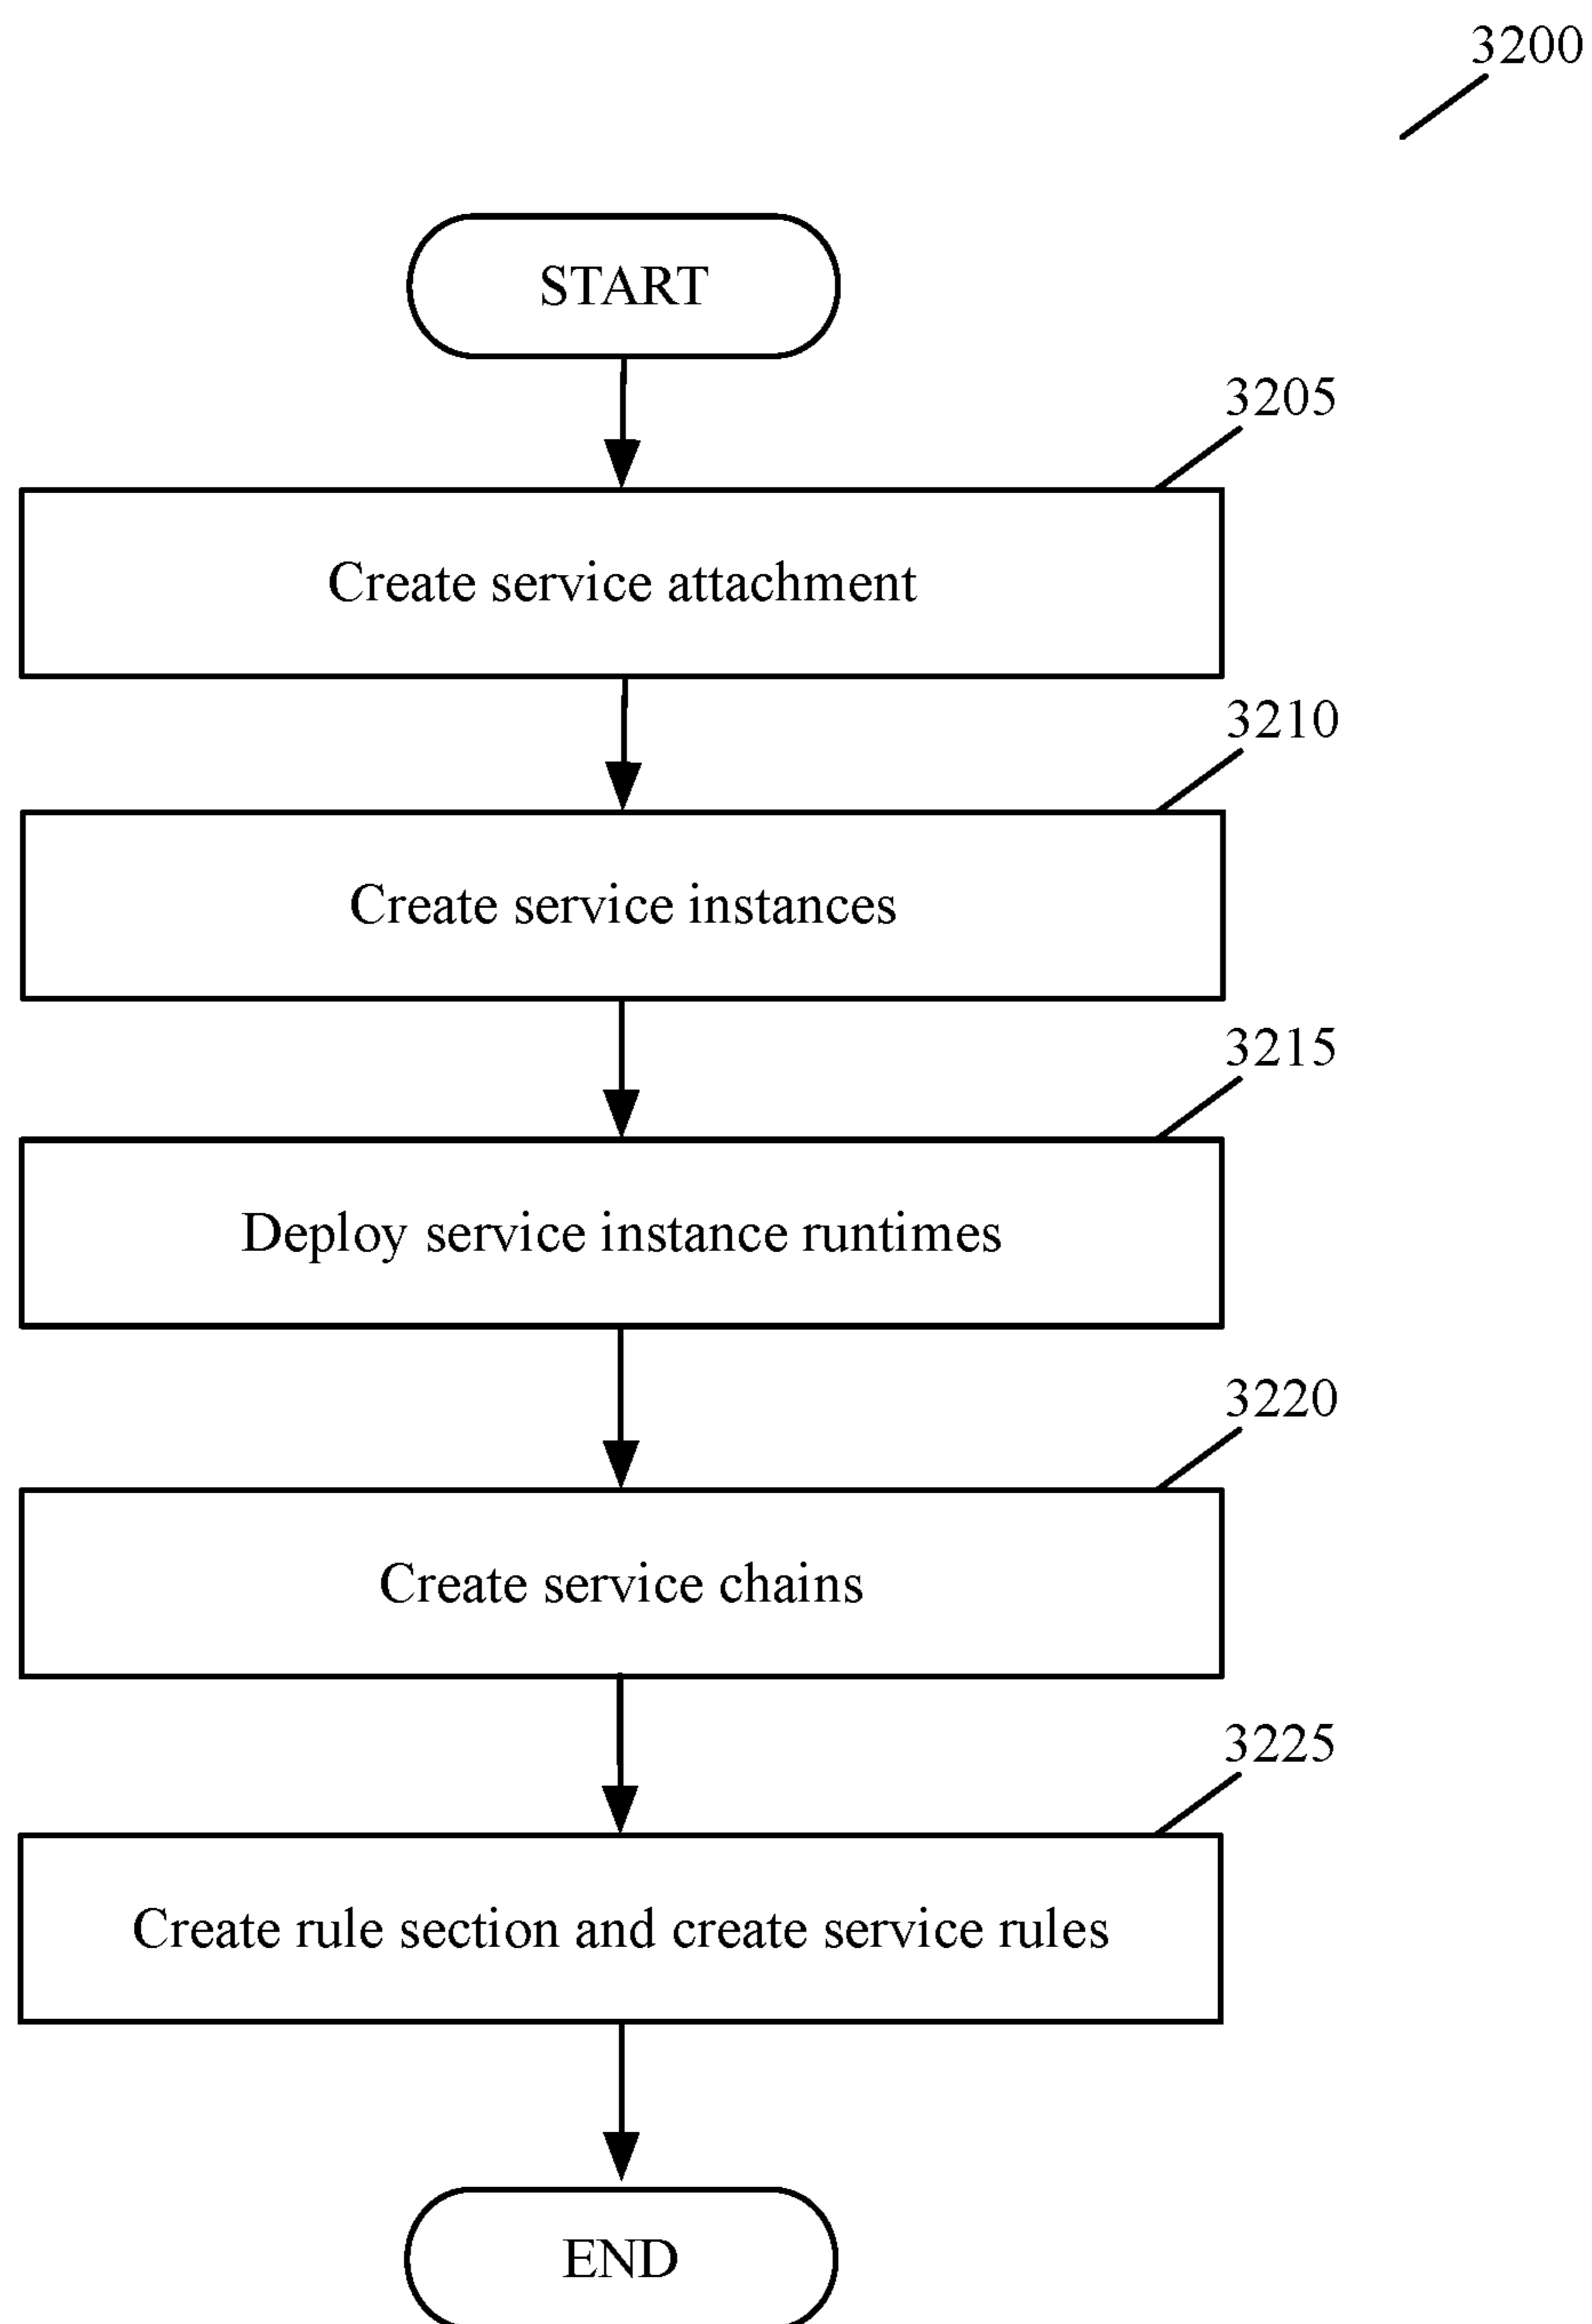 3200
START
3205
Create service attachment
3210
Create service instances
3215
Deploy service instance runtimes
3220
Create service chains
3225
Create rule section and create service rules
END